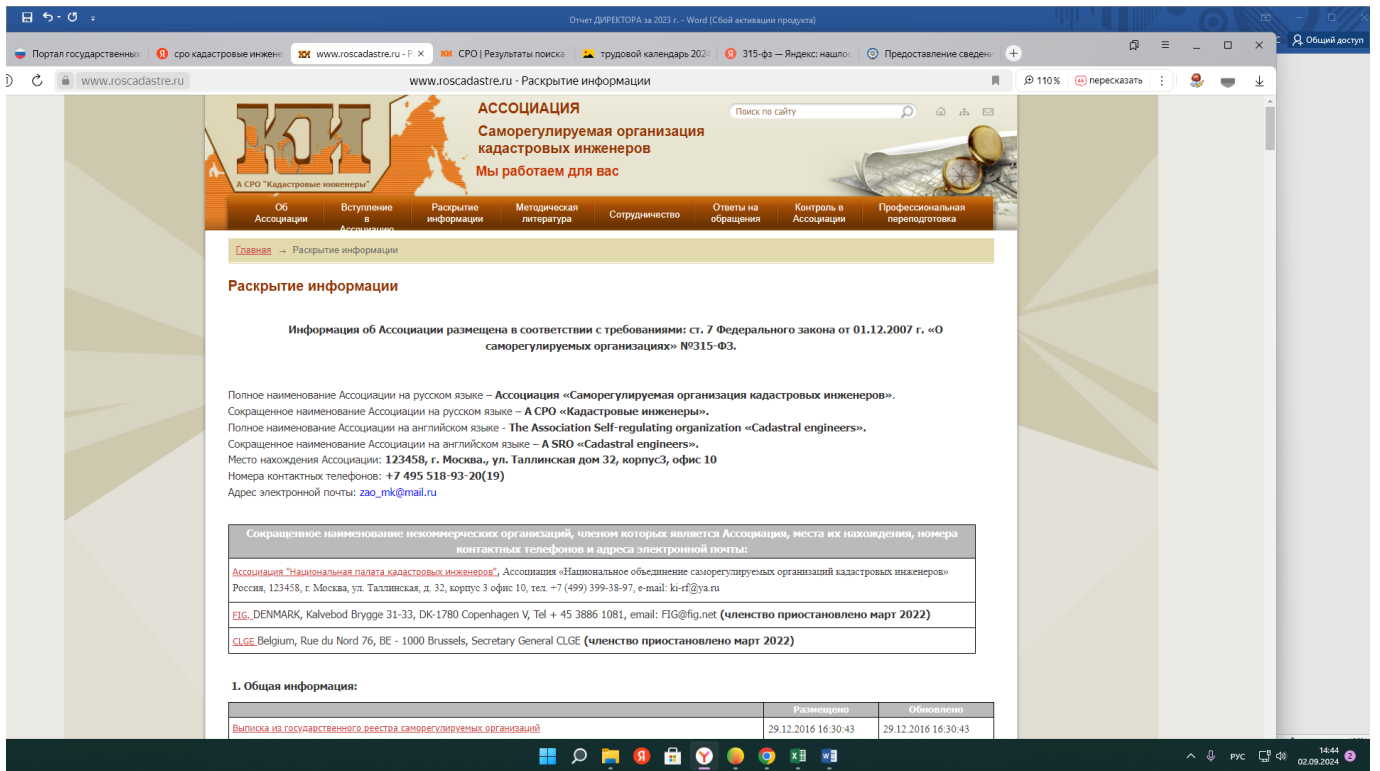 Отчет ДИРЕКТОРА за 2023 г. - Word (Сбой активации продукта)
Портал государственных
сро кадастровые инжене
www.roscadastre.ru - Р
СРО | Результаты поиска
трудовой календарь 2024
315-фз — Яндекс: нашлос
Предоставление сведени
Общий доступ
www.roscadastre.ru
www.roscadastre.ru - Раскрытие информации
110 %
пересказать
КИ
А СРО "Кадастровые инженеры"
АССОЦИАЦИЯ
Саморегулируемая организация
кадастровых инженеров
Мы работаем для вас
Поиск по сайту
Об Ассоциации
Вступление в Ассоциацию
Раскрытие информации
Методическая литература
Сотрудничество
Ответы на обращения
Контроль в Ассоциации
Профессиональная переподготовка
Главная → Раскрытие информации
Раскрытие информации
Информация об Ассоциации размещена в соответствии с требованиями: ст. 7 Федерального закона от 01.12.2007 г. «О
саморегулируемых организациях» №315-ФЗ.
Полное наименование Ассоциации на русском языке – Ассоциация «Саморегулируемая организация кадастровых инженеров».
Сокращенное наименование Ассоциации на русском языке – А СРО «Кадастровые инженеры».
Полное наименование Ассоциации на английском языке - The Association Self-regulating organization «Cadastral engineers».
Сокращенное наименование Ассоциации на английском языке – A SRO «Cadastral engineers».
Место нахождения Ассоциации: 123458, г. Москва., ул. Таллинская дом 32, корпус3, офис 10
Номера контактных телефонов: +7 495 518-93-20(19)
Адрес электронной почты: zao_mk@mail.ru
Сокращенное наименование некоммерческих организаций, членом которых является Ассоциация, места их нахождения, номера
контактных телефонов и адреса электронной почты:
Ассоциация "Национальная палата кадастровых инженеров", Ассоциация «Национальное объединение саморегулируемых организаций кадастровых инженеров»
Россия, 123458, г. Москва, ул. Таллинская, д. 32, корпус 3 офис 10, тел. +7 (499) 399-38-97, e-mail: ki-rf@ya.ru
FIG, DENMARK, Kalvebod Brygge 31-33, DK-1780 Copenhagen V, Tel + 45 3886 1081, email: FIG@fig.net (членство приостановлено март 2022)
CLGE Belgium, Rue du Nord 76, BE - 1000 Brussels, Secretary General CLGE (членство приостановлено март 2022)
1. Общая информация:
Размещено
Обновлено
Выписка из государственного реестра саморегулируемых организаций
29.12.2016 16:30:43
29.12.2016 16:30:43
РУС
14:44
02.09.2024
2